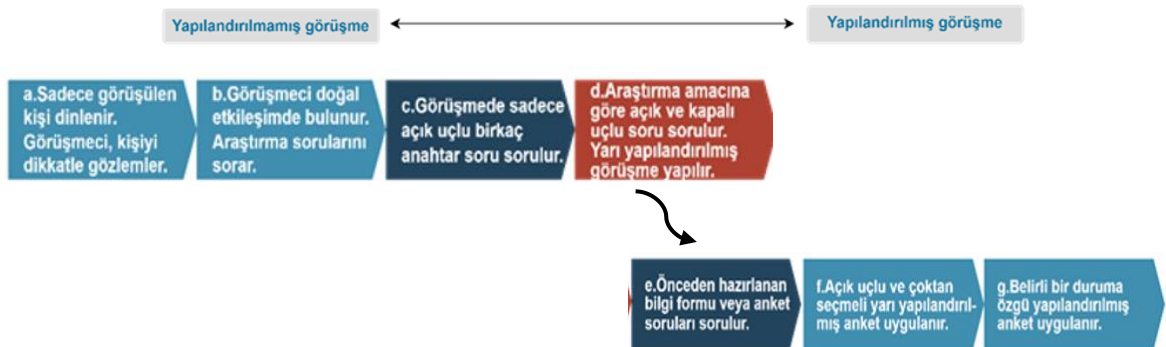 Yapılandırılmamış görüşme
Yapılandırılmış görüşme
a.Sadece görüşülen
kişi dinlenir.
Görüşmeci, kişiyi
dikkatle gözlemler.
b.Görüşmeci doğal
etkileşimde bulunur.
Araştırma sorularını
sorar.
c.Görüşmede sadece
açık uçlu birkaç
anahtar soru sorulur.
d.Araştırma amacına
göre açık ve kapalı
uçlu soru sorulur.
Yarı yapılandırılmış
görüşme yapılır.
e.Önceden hazırlanan
bilgi formu veya anket
soruları sorulur.
f.Açık uçlu ve çoktan
seçmeli yarı yapılandırıl-
mış anket uygulanır.
g.Belirli bir duruma
özgü yapılandırılmış
anket uygulanır.